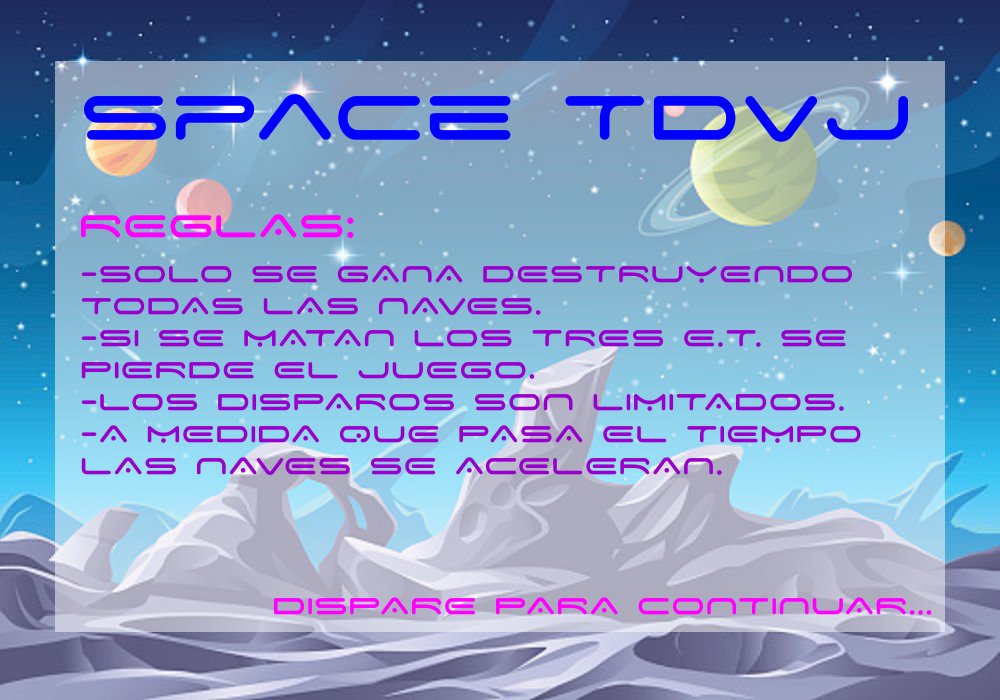 SPACE TDVJ
REGLAS:
-SOLO SE GANA DESTRUYENDO
TODAS LAS NAVES.
-SI SE MATAN LOS TRES E.T. SE
PIERDE EL JUEGO.
-LOS DISPAROS SON LIMITADOS.
-A MEDIDA QUE PASA EL TIEMPO
LAS NAVES SE ACELERAN.
DISPARE PARA CONTINUAR...